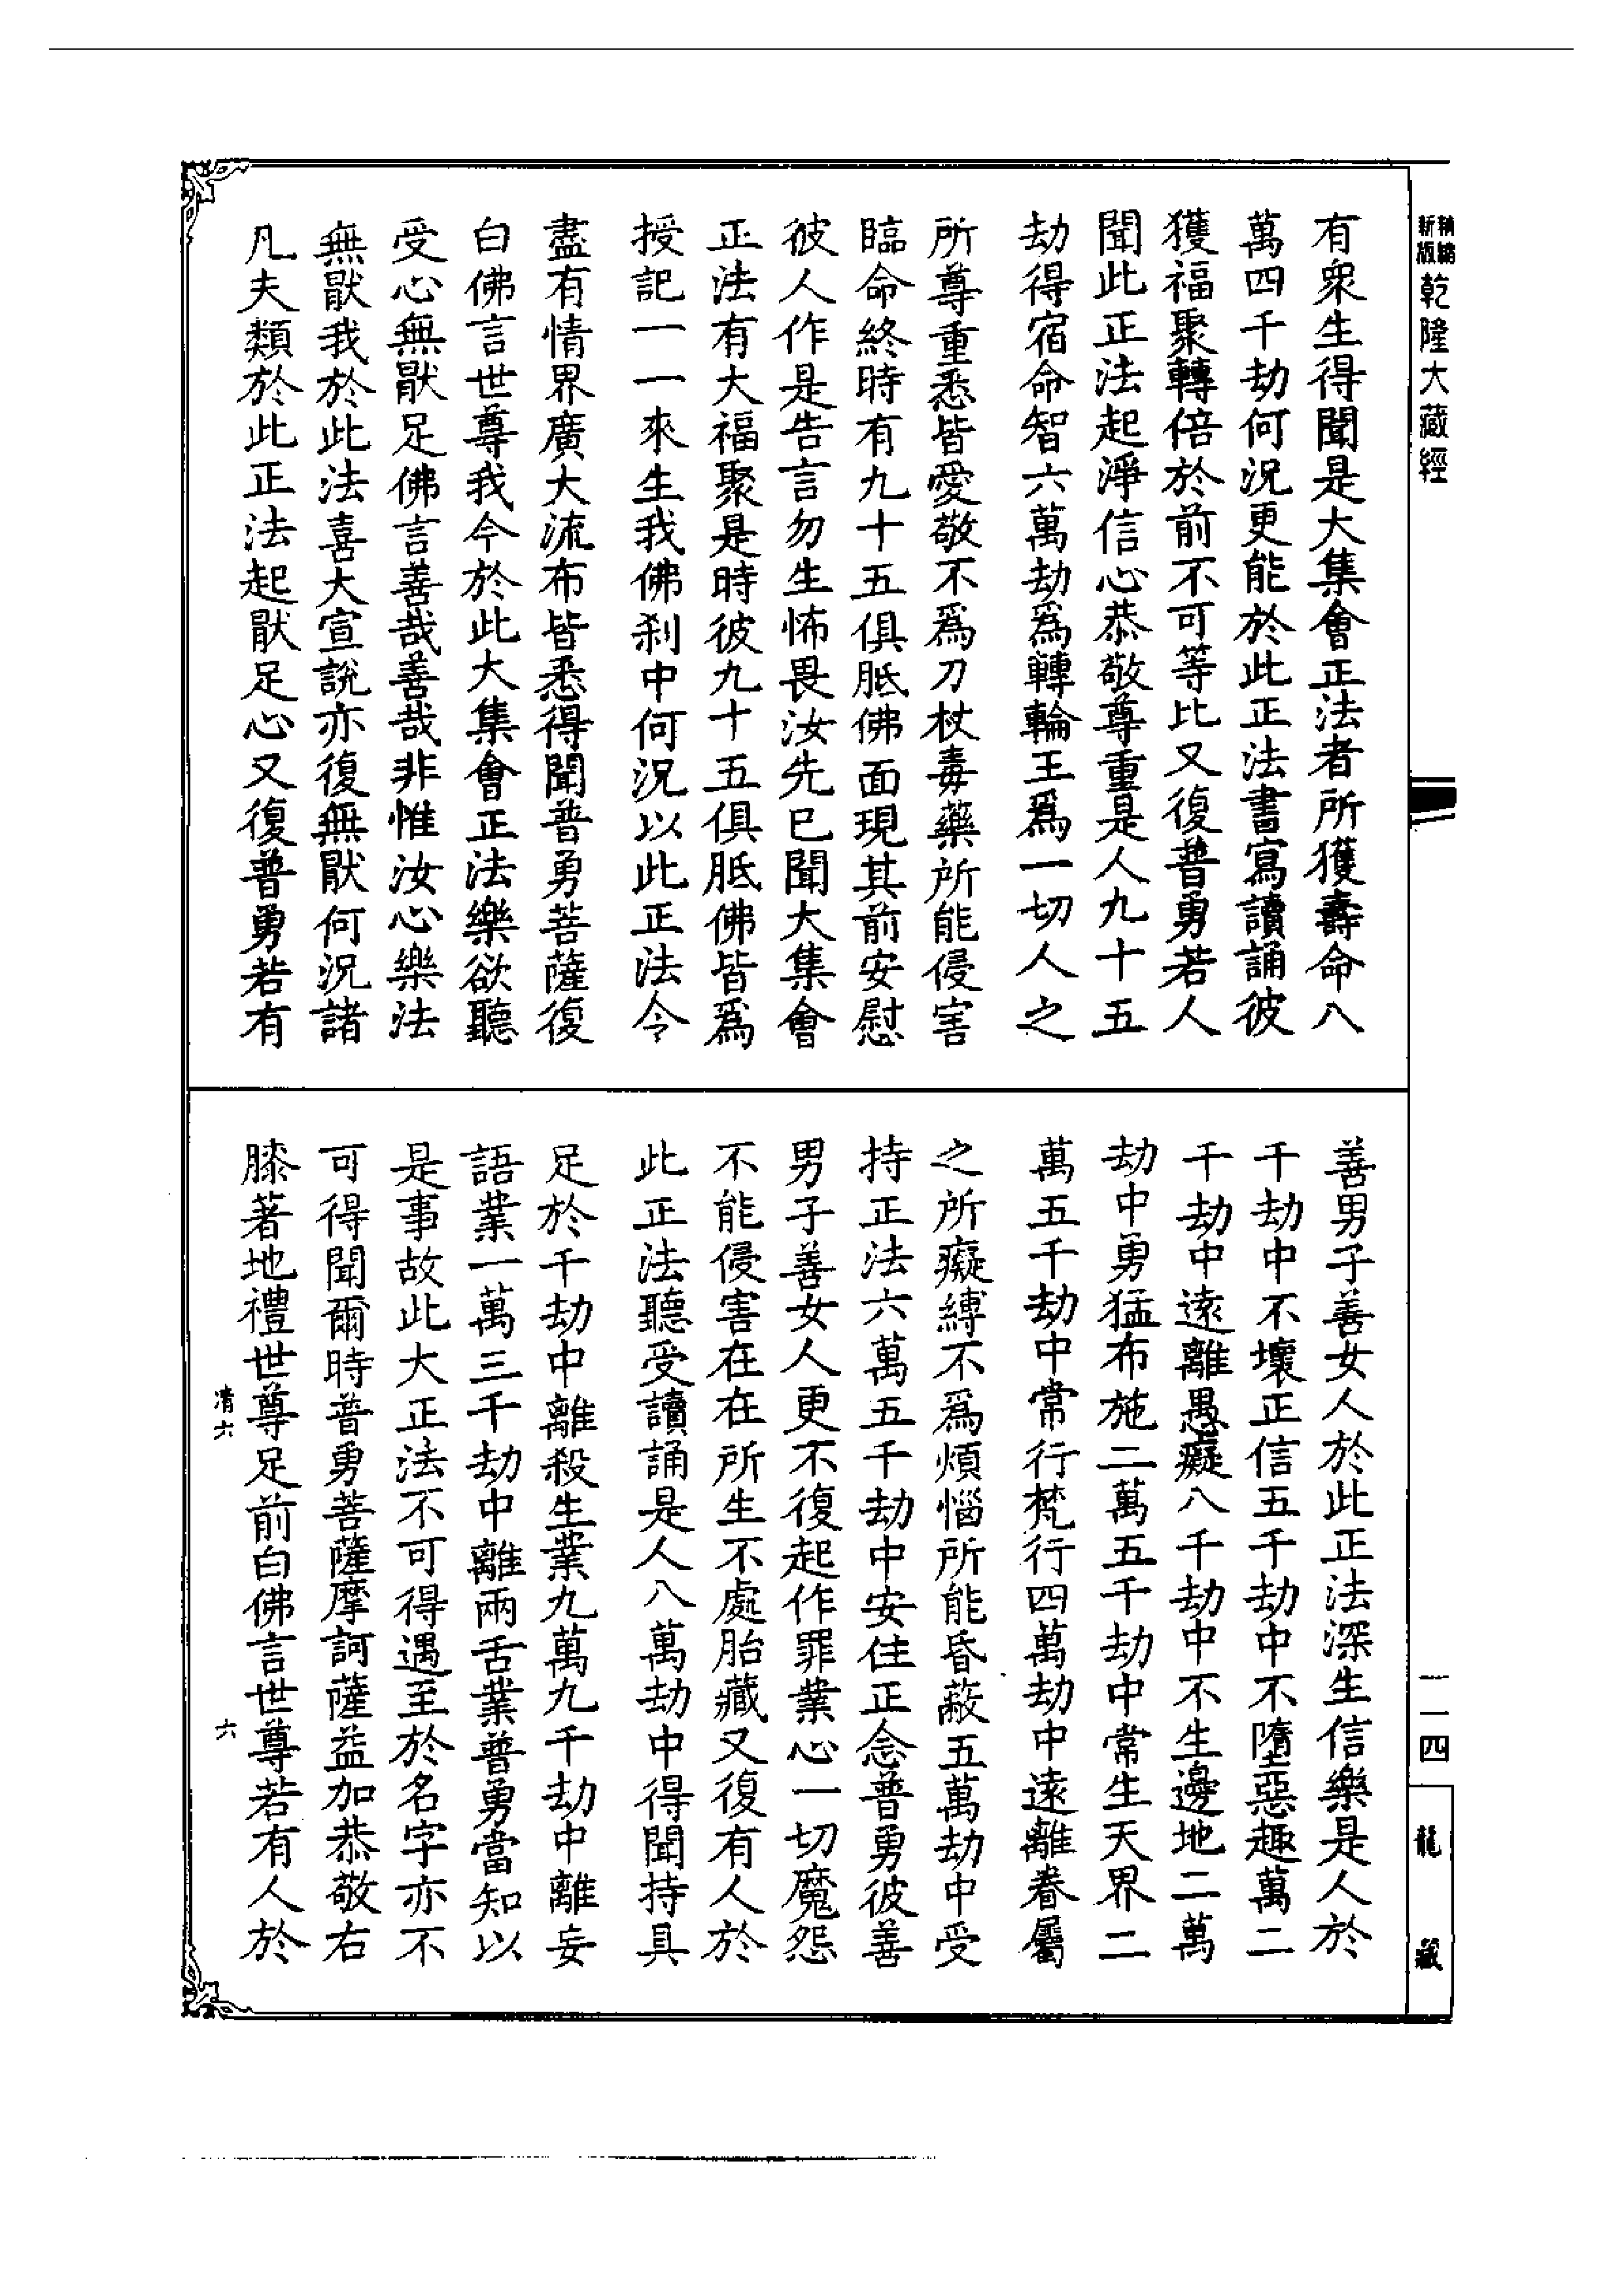 精縮
新版
乾隆大藏經
有衆生得聞是大集會正法者所獲壽命八
萬四千劫何況更能於此正法書寫讀誦彼
獲福聚轉倍於前不可等比又復普勇若人
聞此正法起淨信心恭敬尊重是人九十五
劫得宿命智六萬劫爲轉輪王爲一切人之
所尊重悉皆愛敬不爲刀杖毒藥所能侵害
臨命終時有九十五俱胝佛面現其前安慰
彼人作是告言勿生怖畏汝先已聞大集會
正法有大福聚是時彼九十五俱胝佛皆爲
授記一一來生我佛刹中何況以此正法令
盡有情界廣大流布皆悉得聞普勇菩薩復
白佛言世尊我今於此大集會正法樂欲聽
受心無猒足佛言善哉善哉非惟汝心樂法
無猒我於此法喜大宣說亦復無猒何況諸
凡夫類於此正法起猒足心又復普勇若有
善男子善女人於此正法深生信樂是人於
千劫中不壞正信五千劫中不墮惡趣萬二
千劫中遠離愚癡八千劫中不生邊地二萬
劫中勇猛布施二萬五千劫中常生天界二
萬五千劫中常行梵行四萬劫中遠離眷屬
之所癡縛不爲煩惱所能昏蔽五萬劫中受
持正法六萬五千劫中安住正念普勇彼善
男子善女人更不復起作罪業心一切魔怨
不能侵害在在所生不處胎藏又復有人於
此正法聽受讀誦是人八萬劫中得聞持具
足於千劫中離殺生業九萬九千劫中離妄
語業一萬三千劫中離兩舌業普勇當知以
是事故此大正法不可得遇至於名字亦不
可得聞爾時普勇菩薩摩訶薩益加恭敬右
膝著地禮世尊足前白佛言世尊若有人於
清六
六
一一四
龍藏